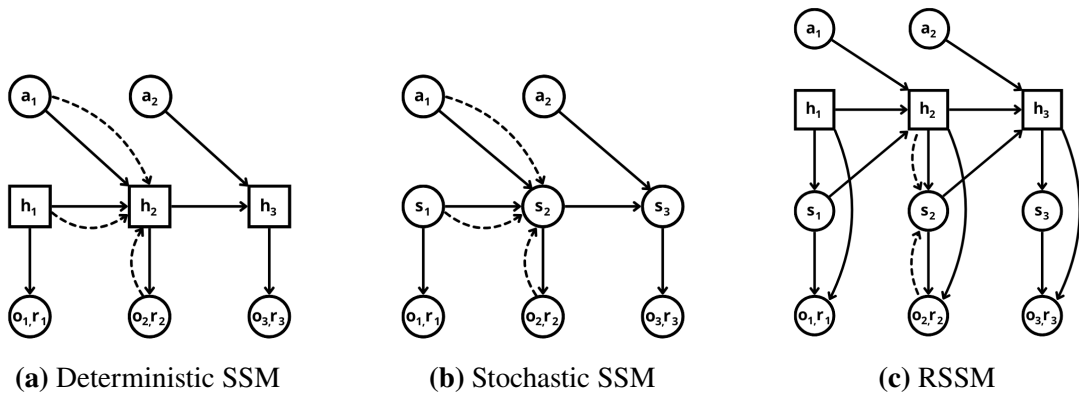 a₁ a₂
h₁ h₂ h₃
o₁,r₁ o₂,r₂ o₃,r₃
(a) Deterministic SSM
a₁ a₂
s₁ s₂ s₃
o₁,r₁ o₂,r₂ o₃,r₃
(b) Stochastic SSM
a₁ a₂
h₁ h₂ h₃
s₁ s₂ s₃
o₁,r₁ o₂,r₂ o₃,r₃
(c) RSSM